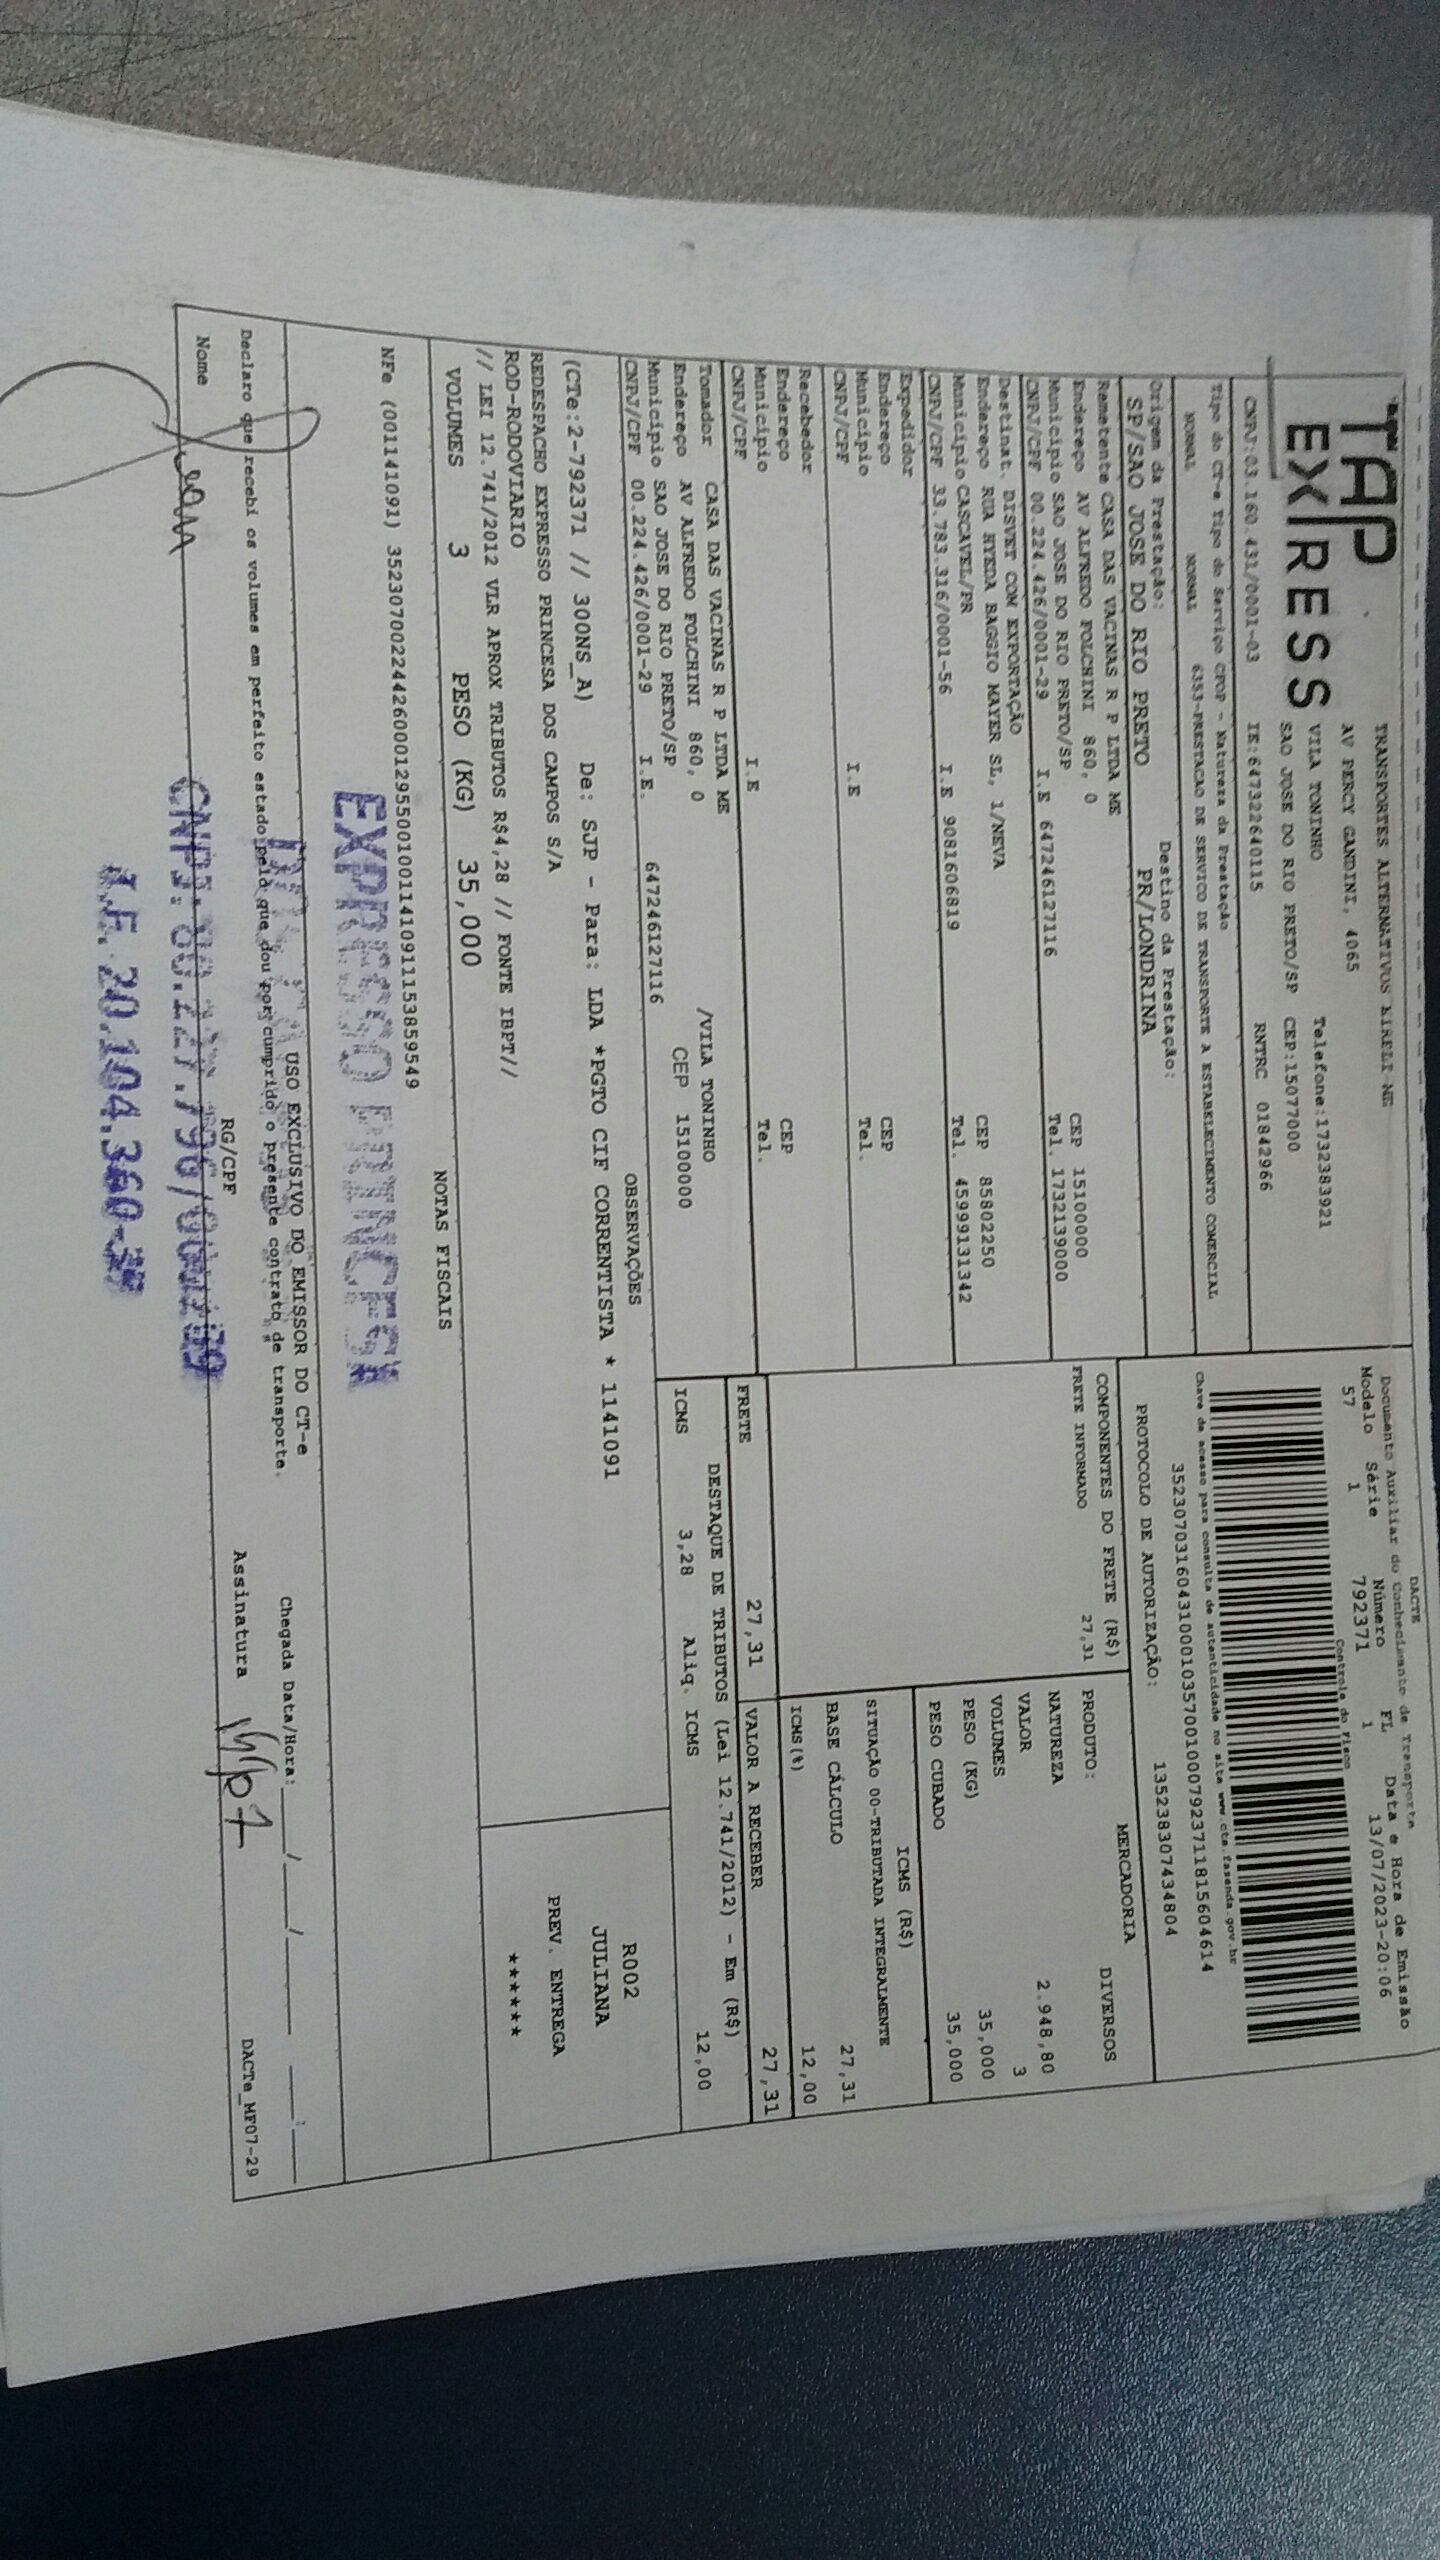 TAP
EXPRESS
TRANSPORTES ALTERNATIVOS EIRELI ME
AV PERCY GANDINI, 4065
VILA TONINHO Telefone:1732383921
SAO JOSE DO RIO PRETO/SP CEP:15077000
CNPJ:03.160.431/0001-03 IE:647322640115 RNTRC 01842966
DACTE
Documento Auxiliar do Conhecimento de Transporte
Modelo Série Número FL Data e Hora de Emissão
57 1 792371 1 13/07/2023-20:06
Controle do Fisco
Chave de acesso para consulta de autenticidade no site www.cte.fazenda.gov.br
35230703160431000103570010007923711815604614
PROTOCOLO DE AUTORIZAÇÃO: 135238307434804
Tipo do CT-e Tipo do Serviço CFOP - Natureza da Prestação
NORMAL NORMAL 6353-PRESTACAO DE SERVICO DE TRANSPORTE A ESTABELECIMENTO COMERCIAL
Origem da Prestação: Destino da Prestação:
SP/SAO JOSE DO RIO PRETO PR/LONDRINA
Remetente CASA DAS VACINAS R P LTDA ME
Endereço AV ALFREDO FOLCHINI 860, 0 CEP 15100000
Município SAO JOSE DO RIO PRETO/SP Tel. 1732139000
CNPJ/CPF 00.224.426/0001-29 I.E 647246127116
Destinat. DISVET COM EXPORTAÇÃO
Endereço RUA HYEDA BAGGIO MAYER SL, 1/NEVA CEP 85802250
Município CASCAVEL/PR Tel. 4599131342
CNPJ/CPF 33.783.316/0001-56 I.E 9081606819
Expedidor
Endereço CEP
Município Tel.
CNPJ/CPF I.E
Recebedor
Endereço CEP
Município Tel.
CNPJ/CPF I.E
Tomador CASA DAS VACINAS R P LTDA ME
Endereço AV ALFREDO FOLCHINI 860, 0 /VILA TONINHO
Município SAO JOSE DO RIO PRETO/SP CEP 15100000
CNPJ/CPF 00.224.426/0001-29 I.E. 647246127116
COMPONENTES DO FRETE (R$)
FRETE INFORMADO 27,31
MERCADORIA
PRODUTO: DIVERSOS
NATUREZA
VALOR 2.948,80
VOLUMES 3
PESO (KG) 35,000
PESO CUBADO 35,000
ICMS (R$)
SITUAÇÃO 00-TRIBUTADA INTEGRALMENTE
BASE CÁLCULO 27,31
ICMS(%) 12,00
FRETE 27,31 VALOR A RECEBER 27,31
DESTAQUE DE TRIBUTOS (Lei 12.741/2012) - Em (R$)
ICMS 3,28 Aliq. ICMS 12,00
OBSERVAÇÕES
(CTe:2-792371 // 300NS_A) De: SJP - Para: LDA *PGTO CIF CORRENTISTA * 1141091
REDESPACHO EXPRESSO PRINCESA DOS CAMPOS S/A
ROD-RODOVIARIO
// LEI 12.741/2012 VLR APROX TRIBUTOS R$4,28 // FONTE IBPT//
R002
JULIANA
PREV. ENTREGA
******
VOLUMES 3 PESO (KG) 35,000
NOTAS FISCAIS
NFe (001141091) 35230700224426000129550010011410911153859549
EXPRESSO PRINCESA
USO EXCLUSIVO DO EMISSOR DO CT-e
Declaro que recebi os volumes em perfeito estado pelo que dou por cumprido o presente contrato de transporte.
Chegada Data/Hora:____/____/____ ___:___
Nome RG/CPF Assinatura
DACTe_MF07-29